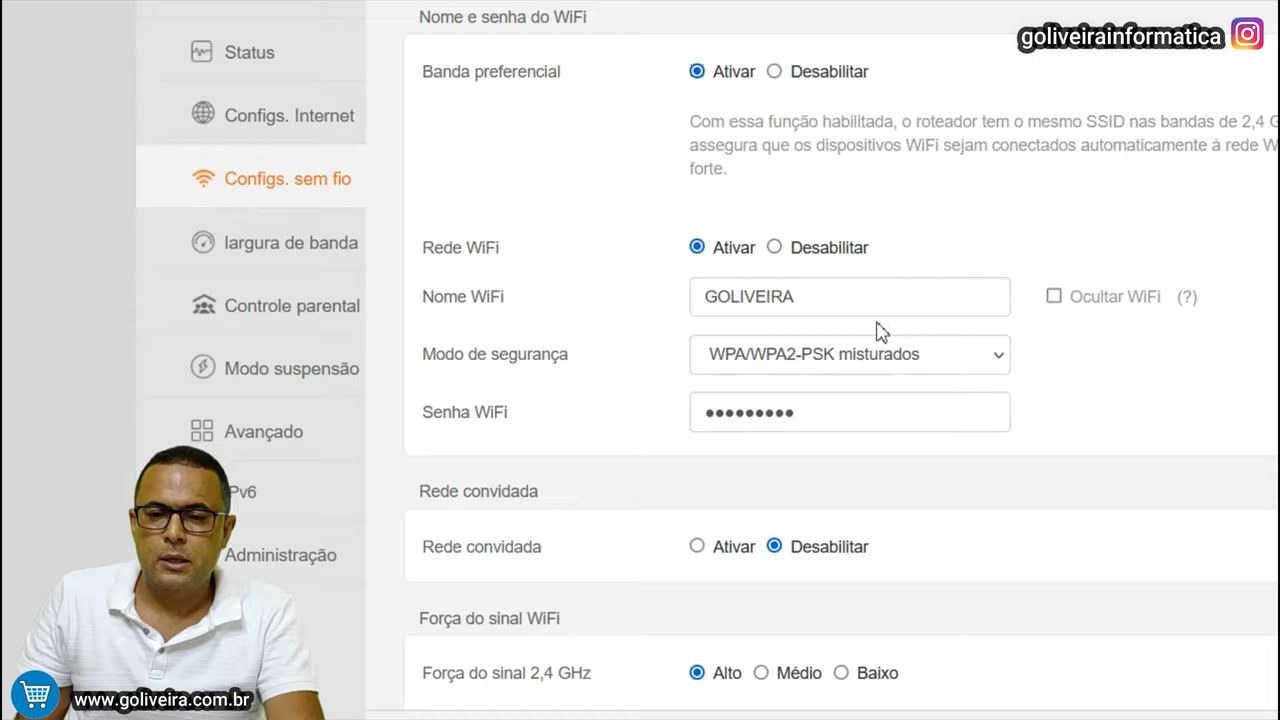 Nome e senha do WiFi
goliveirainformatica
Status
Configs. Internet
Configs. sem fio
largura de banda
Controle parental
Modo suspensão
Avançado
Pv6
Administração
Banda preferencial
Ativar Desabilitar
Com essa função habilitada, o roteador tem o mesmo SSID nas bandas de 2,4 G
assegura que os dispositivos WiFi sejam conectados automaticamente à rede W
forte.
Rede WiFi
Ativar Desabilitar
Nome WiFi
GOLIVEIRA
Ocultar WiFi (?)
Modo de segurança
WPA/WPA2-PSK misturados
Senha WiFi
•••••••••
Rede convidada
Rede convidada
Ativar Desabilitar
Força do sinal WiFi
Força do sinal 2,4 GHz
Alto Médio Baixo
www.goliveira.com.br